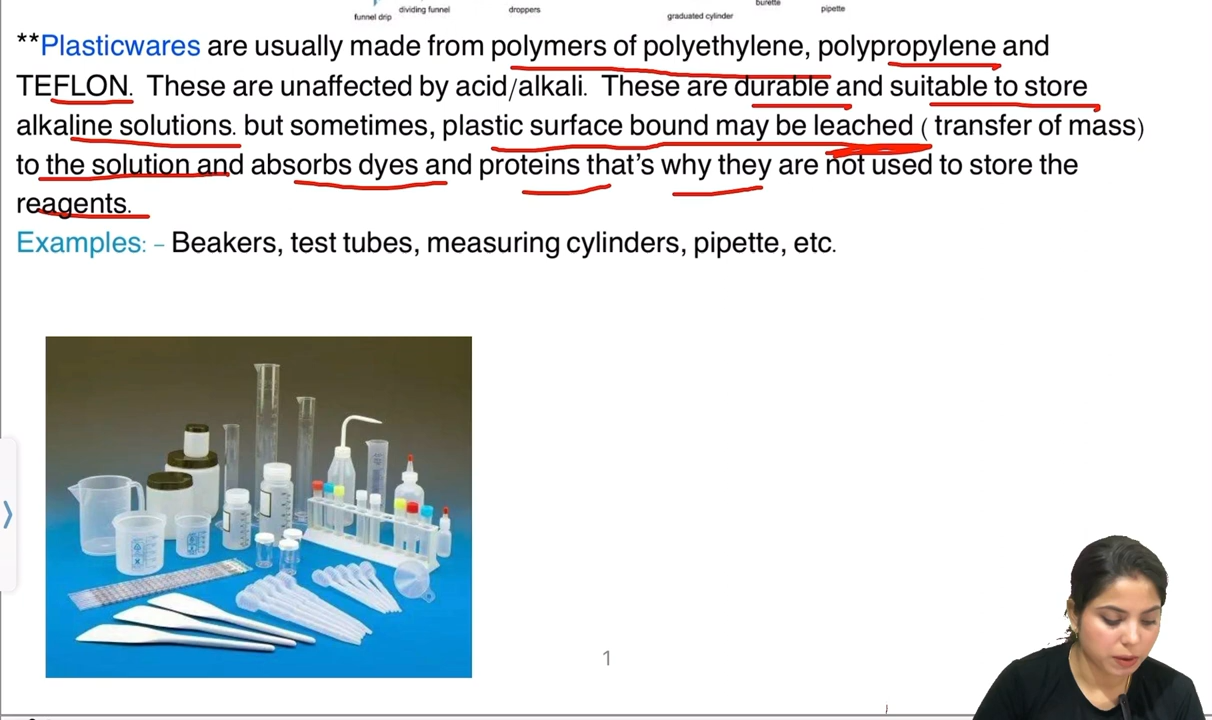 burette
dividing funnel droppers pipette
funnel drip graduated cylinder
**Plasticwares are usually made from polymers of polyethylene, polypropylene and
TEFLON. These are unaffected by acid/alkali. These are durable and suitable to store
alkaline solutions. but sometimes, plastic surface bound may be leached ( transfer of mass)
to the solution and absorbs dyes and proteins that’s why they are not used to store the
reagents.
Examples: – Beakers, test tubes, measuring cylinders, pipette, etc.
1